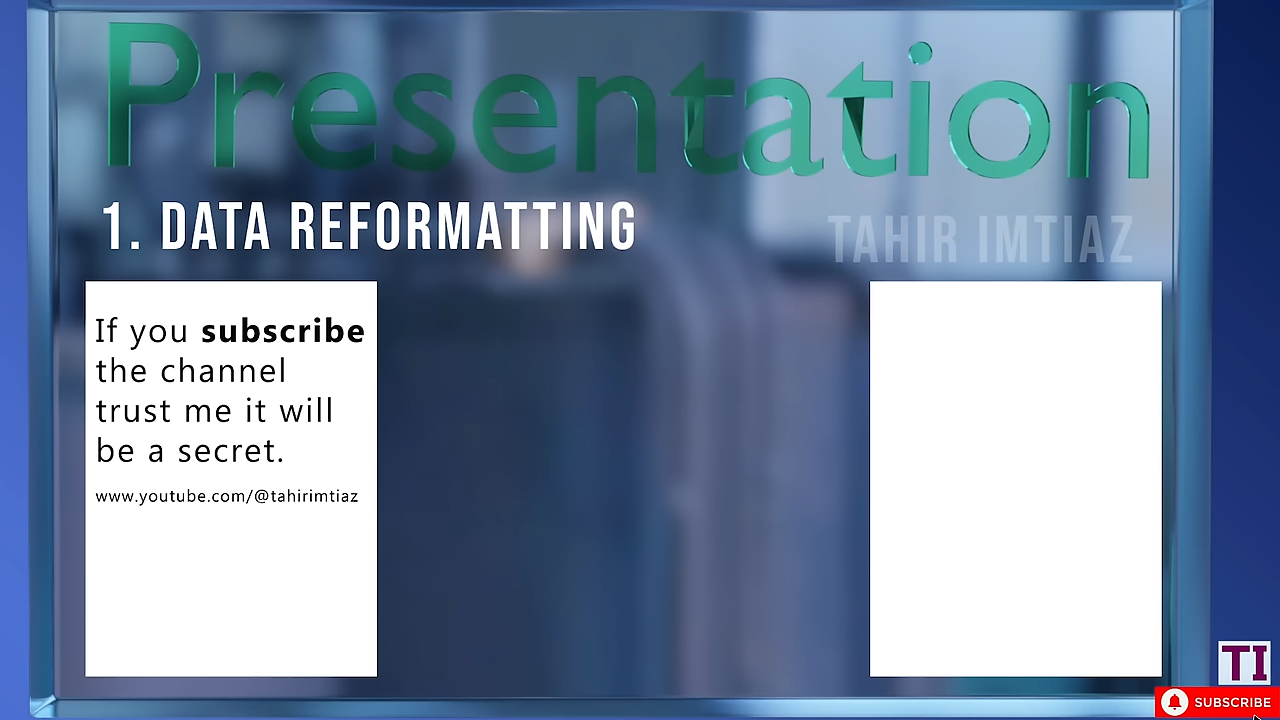 Presentation
1. DATA REFORMATTING
TAHIR IMTIAZ
If you subscribe
the channel
trust me it will
be a secret.
www.youtube.com/@tahirimtiaz
TI
SUBSCRIBE